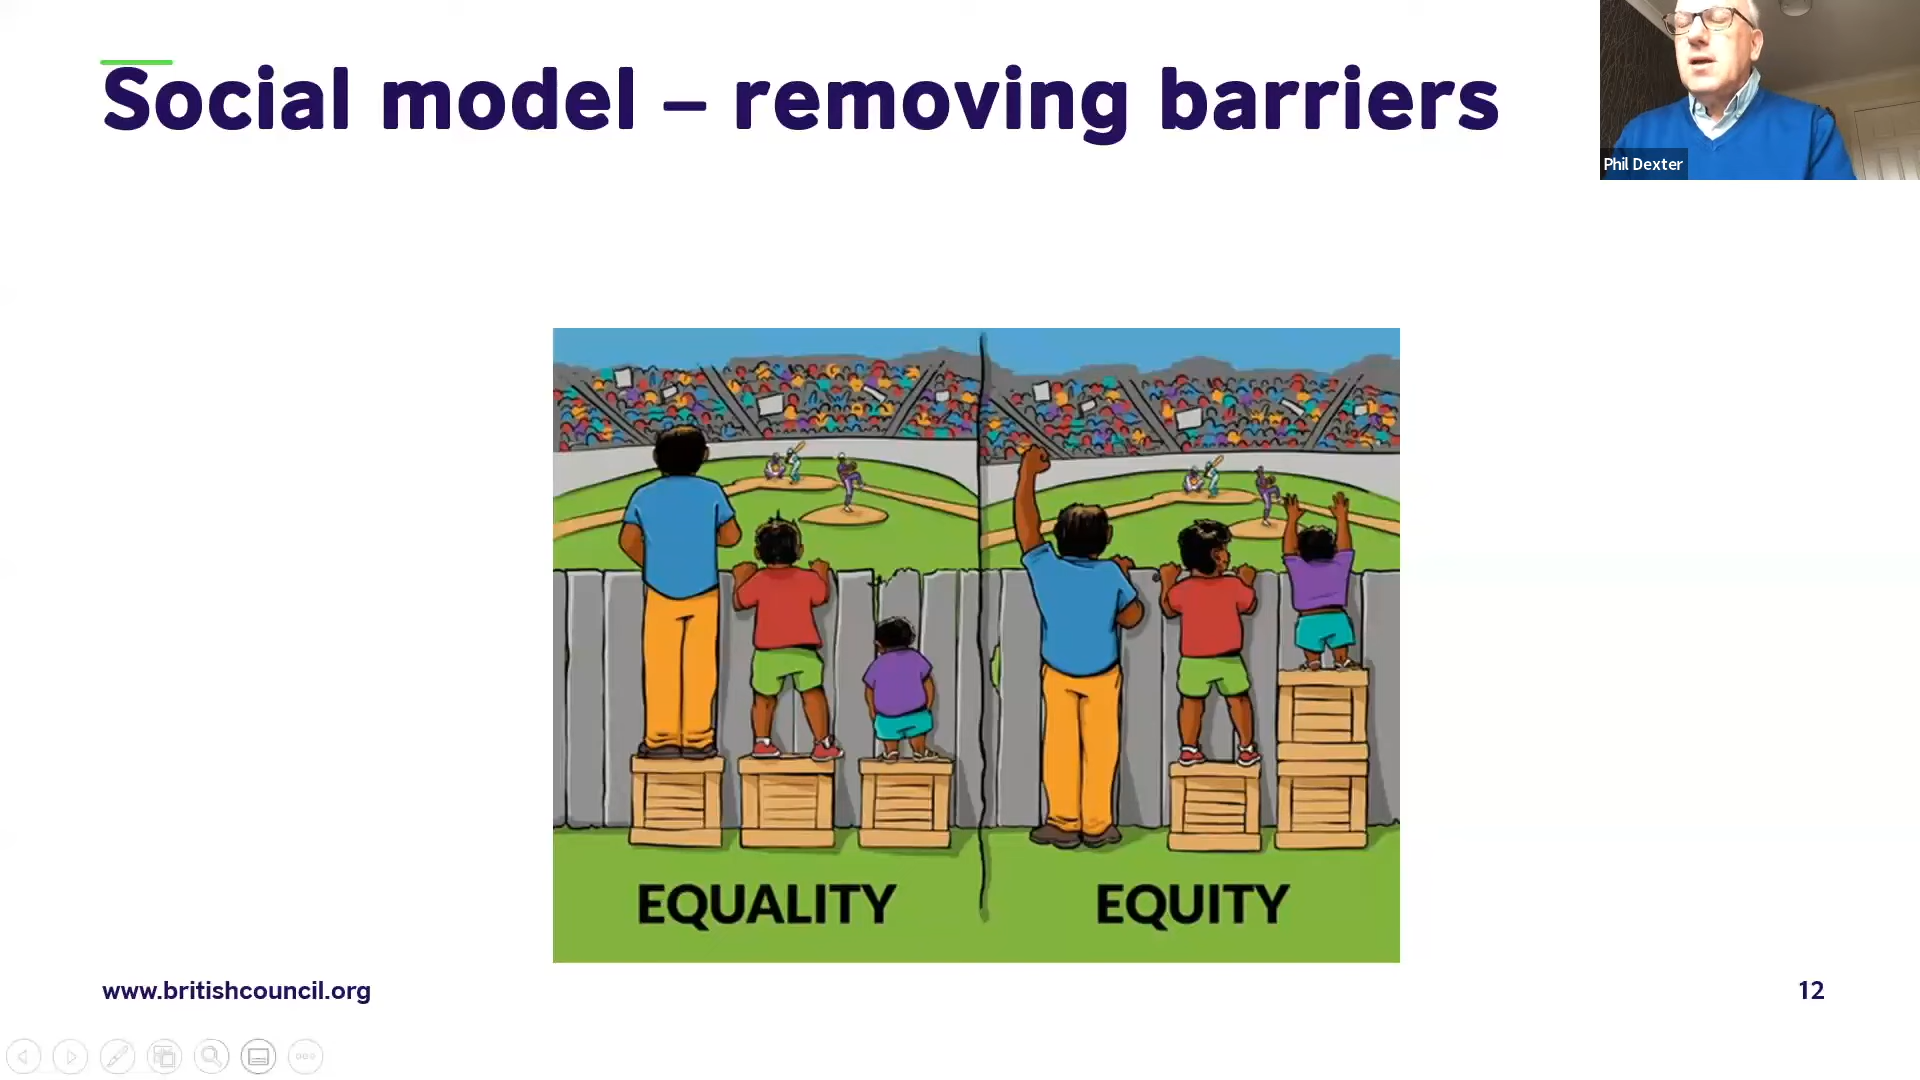 Social model – removing barriers
Phil Dexter
EQUALITY
EQUITY
www.britishcouncil.org
12